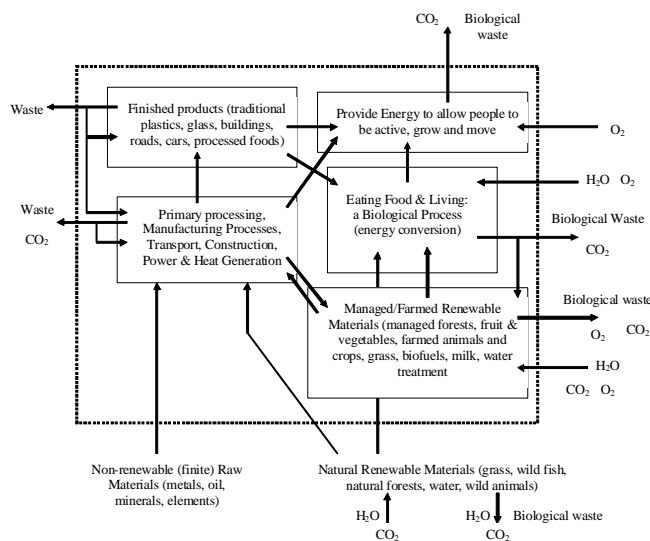 CO2 Biological
waste
Waste
Finished products (traditional
plastics, glass, buildings,
roads, cars, processed foods)
Provide Energy to allow people to
be active, grow and move
O2
H2O O2
Eating Food & Living:
a Biological Process
(energy conversion)
Waste
CO2
Primary processing,
Manufacturing Processes,
Transport, Construction,
Power & Heat Generation
Biological Waste
CO2
Managed/Farmed Renewable
Materials (managed forests, fruit &
vegetables, farmed animals and
crops, grass, biofuels, milk, water
treatment
Biological waste
O2 CO2
H2O
CO2 O2
Non-renewable (finite) Raw
Materials (metals, oil,
minerals, elements)
Natural Renewable Materials (grass, wild fish,
natural forests, water, wild animals)
H2O
CO2
H2O Biological waste
CO2